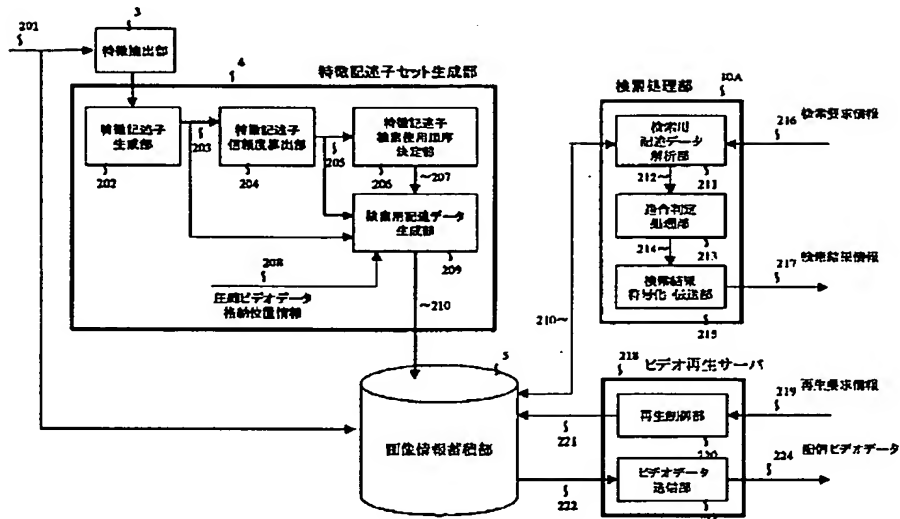 201
3
特徴抽出部
4
特徴記述子セット生成部
特徴記述子
生成部
202
203
特徴記述子
信頼度算出部
204
205
特徴記述子
検索使用順序
決定部
206
207
検索用記述データ
生成部
209
208
圧縮ビデオデータ
格納位置情報
210
5
画像情報蓄積部
検索処理部
10A
検索用
記述データ
解析部
211
212
適合判定
処理部
213
214
検索結果
符号化・伝送部
215
216
検索要求情報
217
検索結果情報
210
218
ビデオ再生サーバ
再生制御部
220
219
再生要求情報
221
ビデオデータ
送信部
222
224
配信ビデオデータ